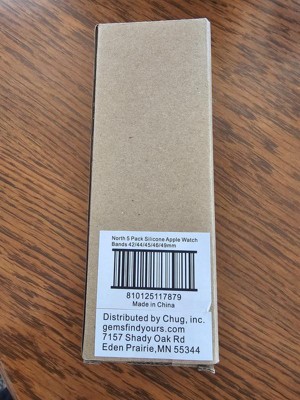 North 5 Pack Silicone Apple Watch
Bands 42/44/45/46/49mm
810125117879
Made in China
Distributed by Chug, inc.
gemsfindyours.com
7157 Shady Oak Rd
Eden Prairie,MN 55344